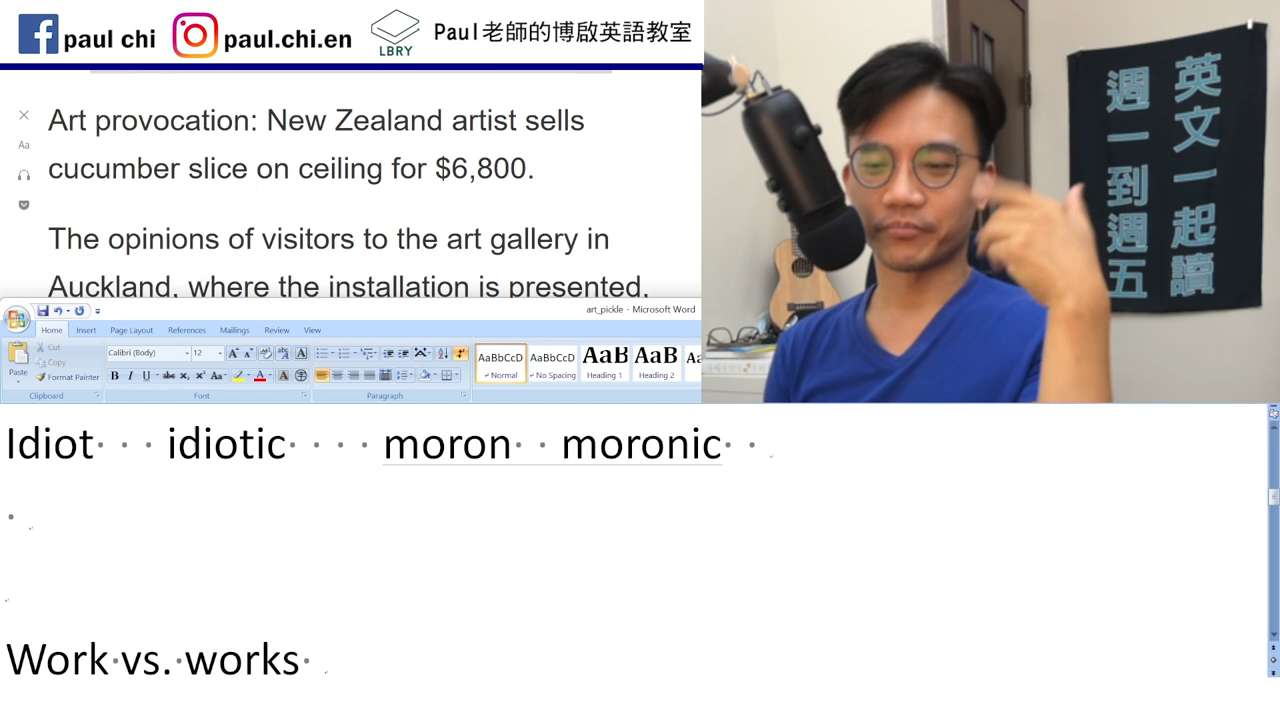 paul chi
paul.chi.en
LBRY
Paul老師的博啟英語教室
Art provocation: New Zealand artist sells
cucumber slice on ceiling for $6,800.
The opinions of visitors to the art gallery in
Auckland, where the installation is presented,
Aa
art_pickle - Microsoft Word
Home Insert Page Layout References Mailings Review View
Paste
Cut
Copy
Format Painter
Clipboard
Calibri (Body) 12
Font
Paragraph
AaBbCcD AaBbCcD AaBb AaB Aa
Normal No Spacing Heading 1 Heading 2
Idiot idiotic moron moronic
Work vs. works
英文一起讀
週一到週五